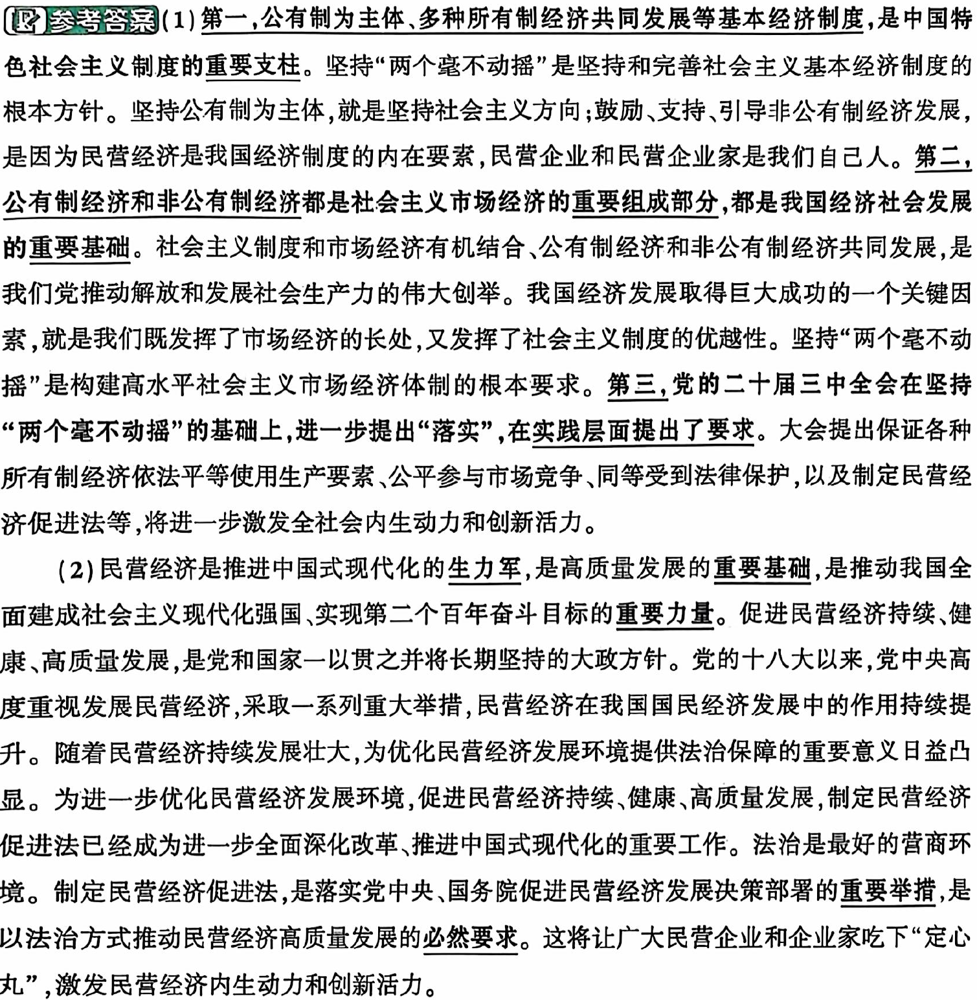 参考答案(1)第一,公有制为主体、多种所有制经济共同发展等基本经济制度,是中国特
色社会主义制度的重要支柱。坚持“两个毫不动摇”是坚持和完善社会主义基本经济制度的
根本方针。坚持公有制为主体,就是坚持社会主义方向;鼓励、支持、引导非公有制经济发展,
是因为民营经济是我国经济制度的内在要素,民营企业和民营企业家是我们自己人。第二,
公有制经济和非公有制经济都是社会主义市场经济的重要组成部分,都是我国经济社会发展
的重要基础。社会主义制度和市场经济有机结合、公有制经济和非公有制经济共同发展,是
我们党推动解放和发展社会生产力的伟大创举。我国经济发展取得巨大成功的一个关键因
素,就是我们既发挥了市场经济的长处,又发挥了社会主义制度的优越性。坚持“两个毫不动
摇”是构建高水平社会主义市场经济体制的根本要求。第三,党的二十届三中全会在坚持
“两个毫不动摇”的基础上,进一步提出“落实”,在实践层面提出了要求。大会提出保证各种
所有制经济依法平等使用生产要素、公平参与市场竞争、同等受到法律保护,以及制定民营经
济促进法等,将进一步激发全社会内生动力和创新活力。
(2)民营经济是推进中国式现代化的生力军,是高质量发展的重要基础,是推动我国全
面建成社会主义现代化强国、实现第二个百年奋斗目标的重要力量。促进民营经济持续、健
康、高质量发展,是党和国家一以贯之并将长期坚持的大政方针。党的十八大以来,党中央高
度重视发展民营经济,采取一系列重大举措,民营经济在我国国民经济发展中的作用持续提
升。随着民营经济持续发展壮大,为优化民营经济发展环境提供法治保障的重要意义日益凸
显。为进一步优化民营经济发展环境,促进民营经济持续、健康、高质量发展,制定民营经济
促进法已经成为进一步全面深化改革、推进中国式现代化的重要工作。法治是最好的营商环
境。制定民营经济促进法,是落实党中央、国务院促进民营经济发展决策部署的重要举措,是
以法治方式推动民营经济高质量发展的必然要求。这将让广大民营企业和企业家吃下“定心
丸”,激发民营经济内生动力和创新活力。